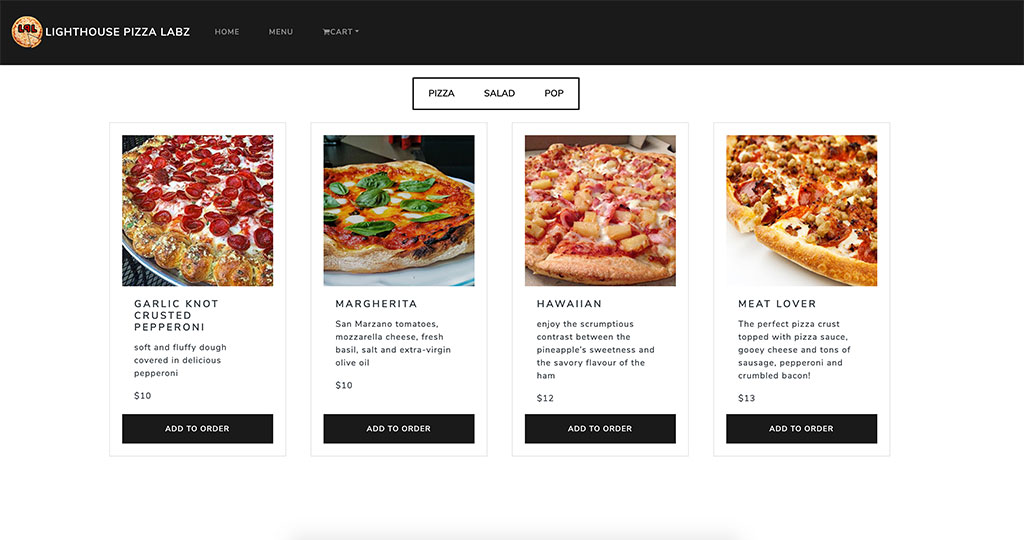 LPL
LIGHTHOUSE PIZZA LABZ
HOME
MENU
CART
PIZZA
SALAD
POP
GARLIC KNOT
CRUSTED
PEPPERONI
soft and fluffy dough
covered in delicious
pepperoni
$10
ADD TO ORDER
MARGHERITA
San Marzano tomatoes,
mozzarella cheese, fresh
basil, salt and extra-virgin
olive oil
$10
ADD TO ORDER
HAWAIIAN
enjoy the scrumptious
contrast between the
pineapple's sweetness and
the savory flavour of the
ham
$12
ADD TO ORDER
MEAT LOVER
The perfect pizza crust
topped with pizza sauce,
gooey cheese and tons of
sausage, pepperoni and
crumbled bacon!
$13
ADD TO ORDER